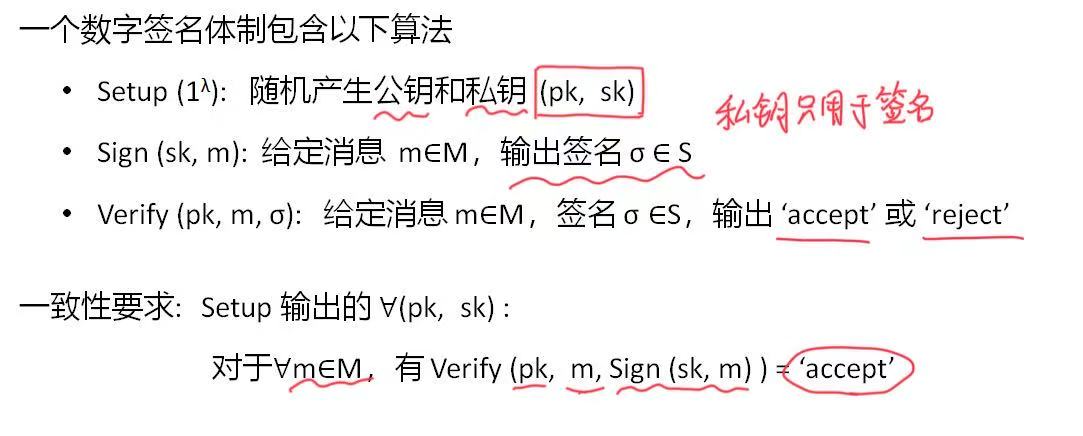 一个数字签名体制包含以下算法
• Setup (1^λ): 随机产生公钥和私钥 (pk, sk)
私钥只用于签名
• Sign (sk, m): 给定消息 m∈M，输出签名 σ ∈ S
• Verify (pk, m, σ): 给定消息 m∈M，签名 σ ∈S，输出 ‘accept’ 或 ‘reject’
一致性要求: Setup 输出的 ∀(pk, sk) :
对于∀m∈M，有 Verify (pk, m, Sign (sk, m) ) = ‘accept’